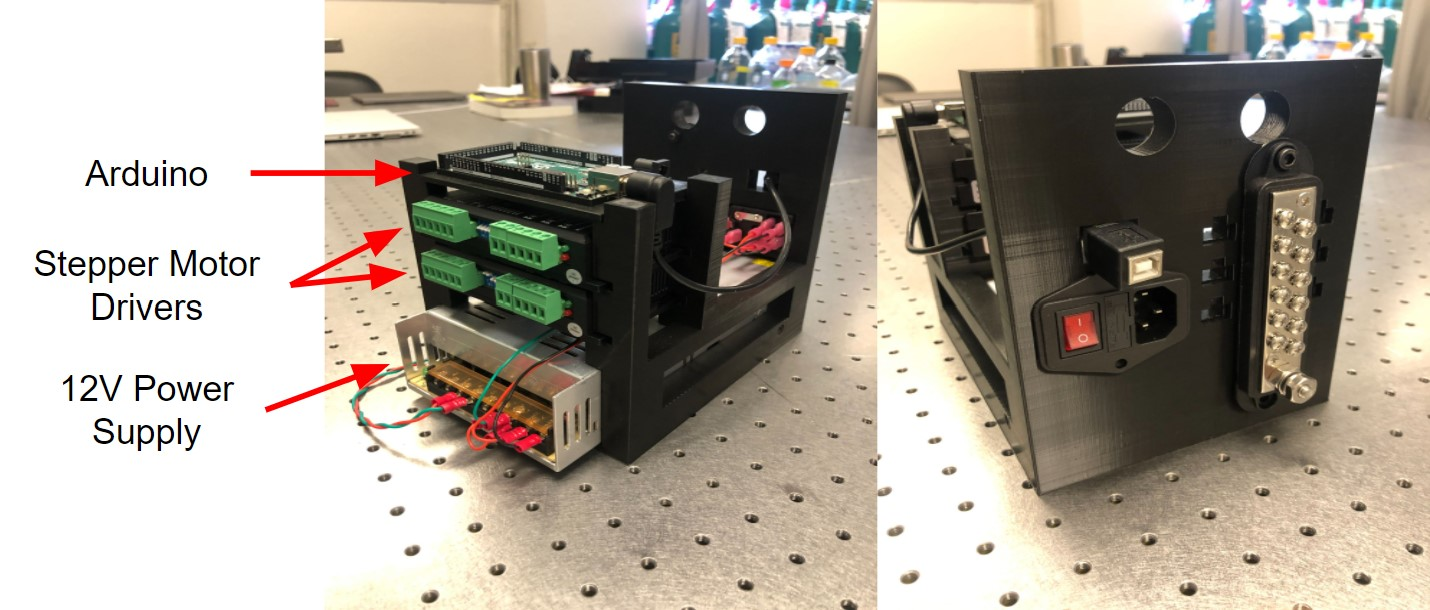 Arduino
Stepper Motor
Drivers
12V Power
Supply